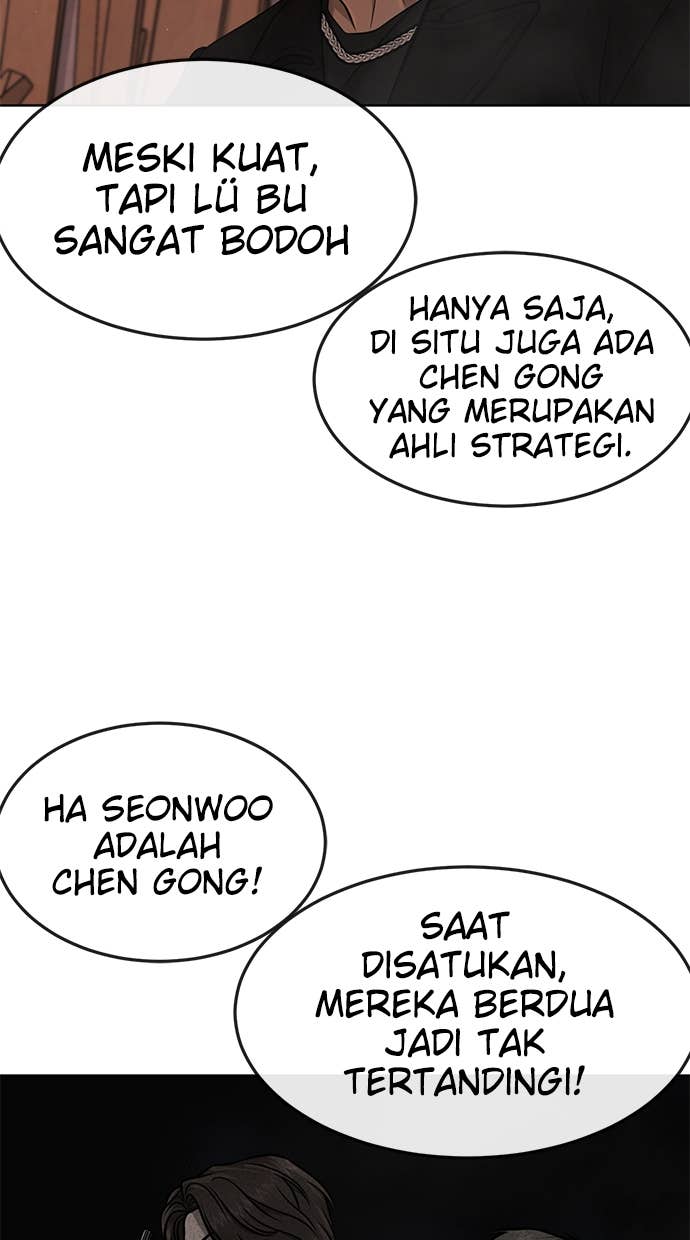 MESKI KUAT,
TAPI LÜ BU
SANGAT BODOH
HANYA SAJA,
DI SITU JUGA ADA
CHEN GONG
YANG MERUPAKAN
AHLI STRATEGI.
HA SEONWOO
ADALAH
CHEN GONG!
SAAT
DISATUKAN,
MEREKA BERDUA
JADI TAK
TERTANDINGI!